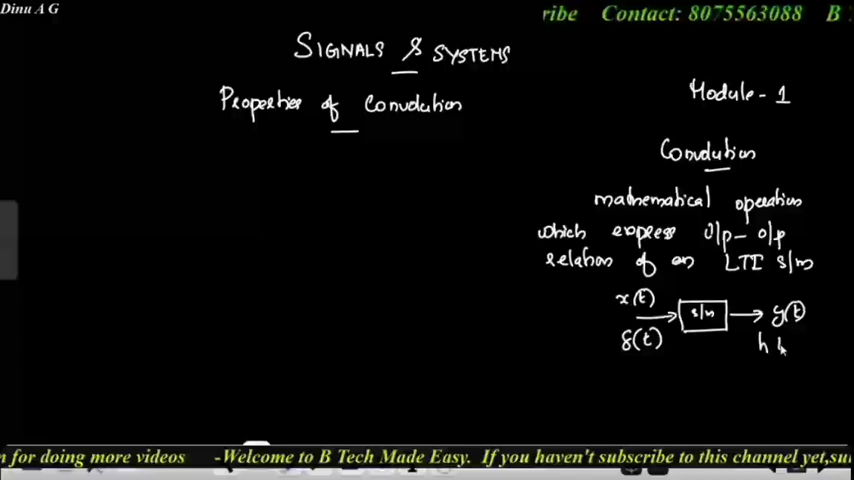 Dinu A G
ribe Contact: 8075563088 B
SIGNALS & SYSTEMS
Properties of Convolution
Module - 1
Convolution
mathematical operation
which express i/p - o/p
relation of an LTI s/m
x(t)
s/m
y(t)
δ(t)
h
n for doing more videos -Welcome to B Tech Made Easy. If you haven't subscribe to this channel yet,su